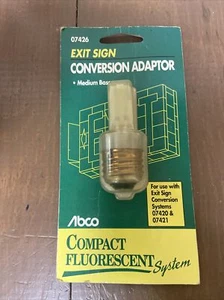 07426
EXIT SIGN
CONVERSION ADAPTOR
• Medium Base
For use with
Exit Sign
Conversion
Systems
07420 &
07421
Abco
COMPACT
FLUORESCENT
System